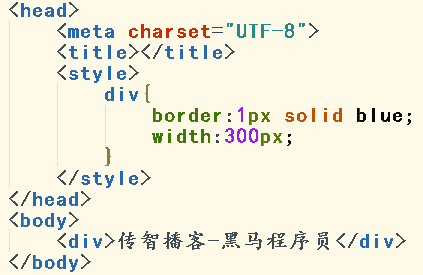 <head>
<meta charset="UTF-8">
<title></title>
<style>
div{
border:1px solid blue;
width:300px;
}
</style>
</head>
<body>
<div>传智播客-黑马程序员</div>
</body>